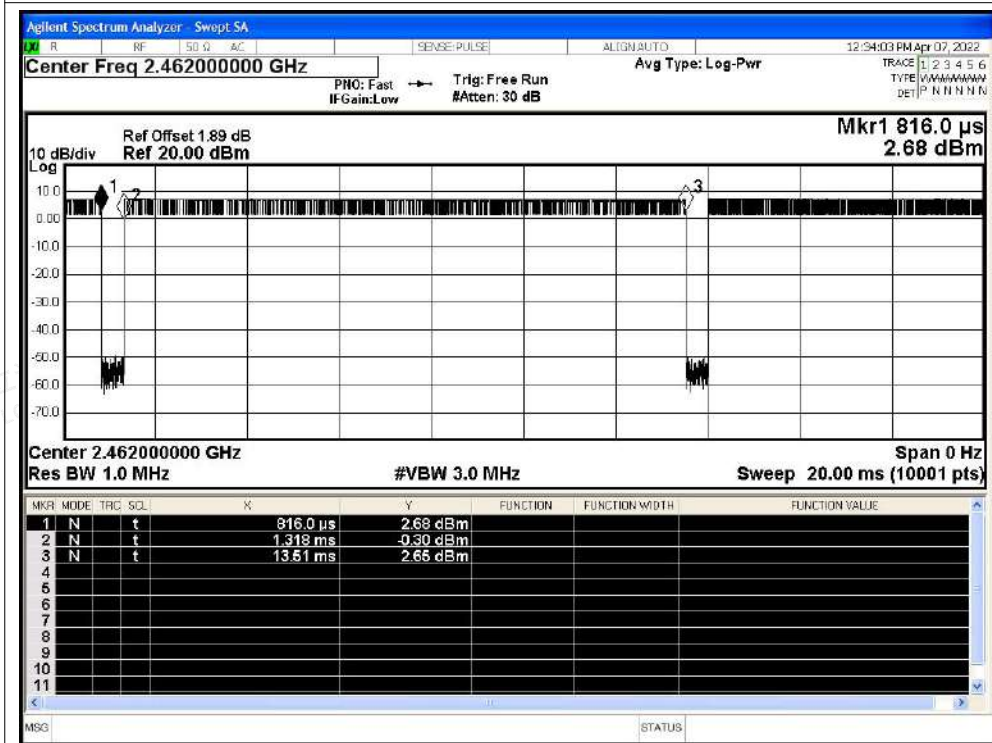 Agilent Spectrum Analyzer - Swept SA
LXI R RF 50 Ω AC SENSE:PULSE ALIGN AUTO 12:34:03 PM Apr 07, 2022
Center Freq 2.462000000 GHz
PNO: Fast
IFGain:Low
Trig: Free Run
#Atten: 30 dB
Avg Type: Log-Pwr
TRACE 1 2 3 4 5 6
TYPE
DET P N N N N N
Mkr1 816.0 µs
2.68 dBm
Ref Offset 1.89 dB
10 dB/div Ref 20.00 dBm
Log
10.0
0.00
-10.0
-20.0
-30.0
-40.0
-50.0
-60.0
-70.0
1
2
3
Center 2.462000000 GHz Span 0 Hz
Res BW 1.0 MHz #VBW 3.0 MHz Sweep 20.00 ms (10001 pts)
MKR MODE TRC SCL X Y FUNCTION FUNCTION WIDTH FUNCTION VALUE
1 N t 816.0 µs 2.68 dBm
2 N t 1.318 ms -0.30 dBm
3 N t 13.51 ms 2.65 dBm
4
5
6
7
8
9
10
11
MSG STATUS